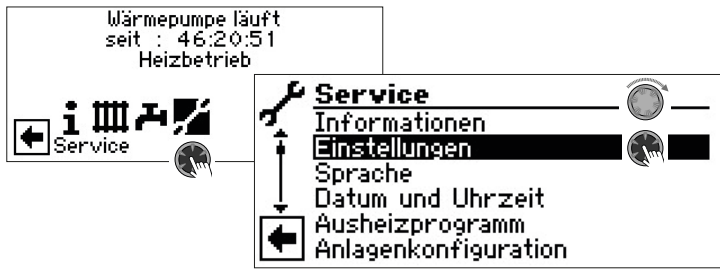 Wärmepumpe läuft
seit : 46:20:51
Heizbetrieb
Service
Service
Informationen
Einstellungen
Sprache
Datum und Uhrzeit
Ausheizprogramm
Anlagenkonfiguration